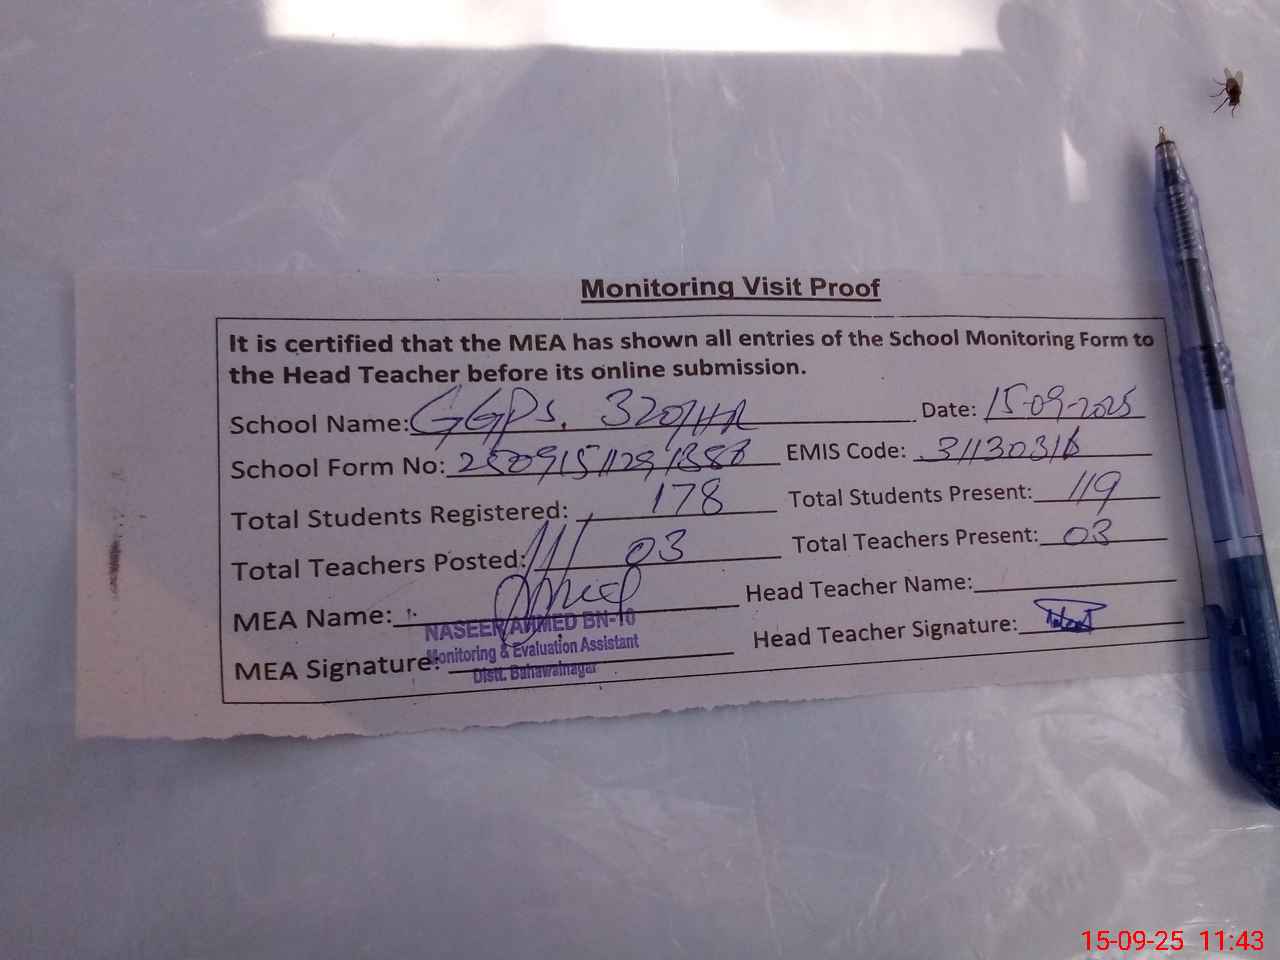 Monitoring Visit Proof
It is certified that the MEA has shown all entries of the School Monitoring Form to
the Head Teacher before its online submission.
School Name: GGPS. 320/HR Date: 15-09-2025
School Form No: EMIS Code: 31130316
Total Students Registered: 178 Total Students Present: 119
Total Teachers Posted: 03 Total Teachers Present: 03
MEA Name: Head Teacher Name:
NASEER AHMED BN-10
Monitoring & Evaluation Assistant
Distt. Bahawalnagar
MEA Signature: Head Teacher Signature:
15-09-25 11:43